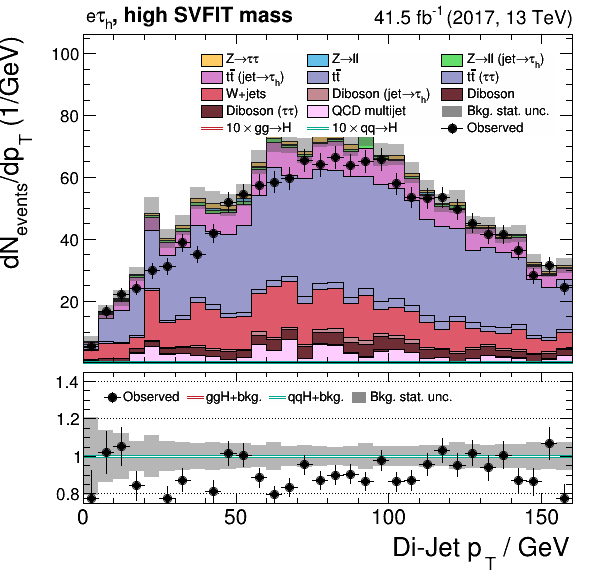 eτh, high SVFIT mass 41.5 fb⁻¹ (2017, 13 TeV)
dN_events/dp_T (1/GeV)
100
80
60
40
20
Z→ττ Z→ll Z→ll (jet→τh)
tt̄ (jet→τh) tt̄ tt̄ (ττ)
W+jets Diboson (jet→τh) Diboson
Diboson (ττ) QCD multijet Bkg. stat. unc.
10 × gg→H 10 × qq→H Observed
1.4
1.2
1
0.8
Observed ggH+bkg. qqH+bkg. Bkg. stat. unc.
0 50 100 150
Di-Jet p_T / GeV